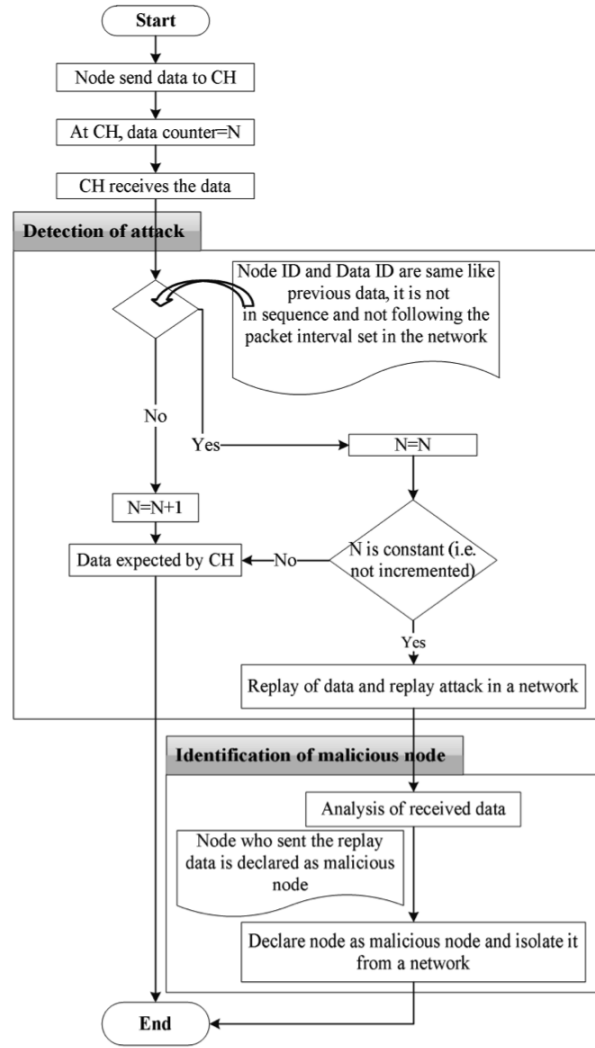 Start
Node send data to CH
At CH, data counter=N
CH receives the data
Detection of attack
Node ID and Data ID are same like
previous data, it is not
in sequence and not following the
packet interval set in the network
No
Yes
N=N
N=N+1
Data expected by CH
No
N is constant (i.e.
not incremented)
Yes
Replay of data and replay attack in a network
Identification of malicious node
Analysis of received data
Node who sent the replay
data is declared as malicious
node
Declare node as malicious node and isolate it
from a network
End